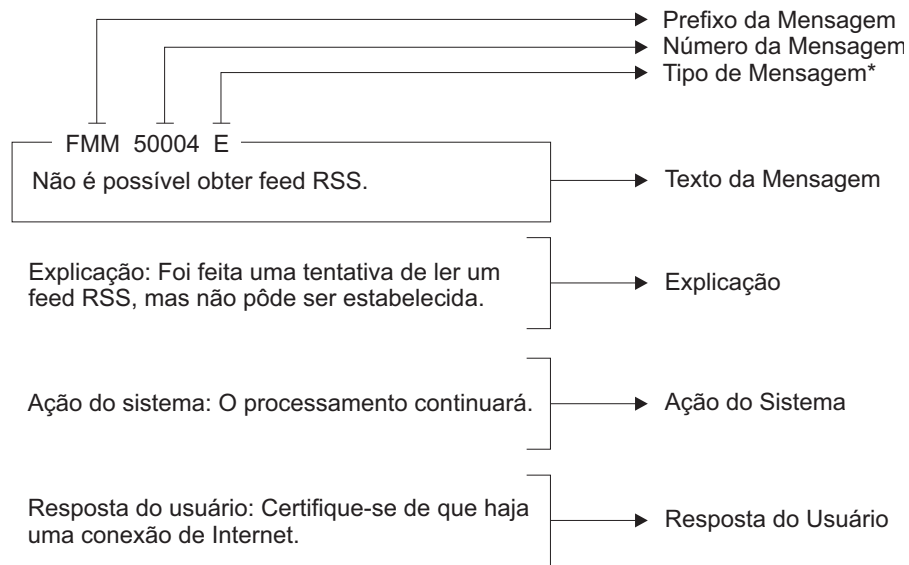 Prefixo da Mensagem
Número da Mensagem
Tipo de Mensagem*
FMM 50004 E
Não é possível obter feed RSS.
Texto da Mensagem
Explicação: Foi feita uma tentativa de ler um
feed RSS, mas não pôde ser estabelecida.
Explicação
Ação do sistema: O processamento continuará.
Ação do Sistema
Resposta do usuário: Certifique-se de que haja
uma conexão de Internet.
Resposta do Usuário